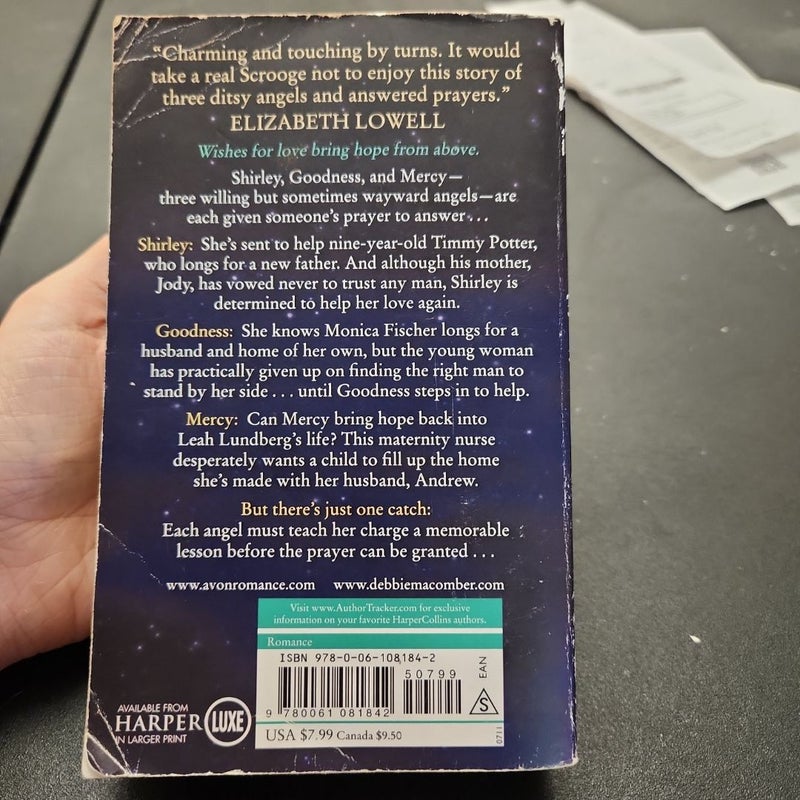 "Charming and touching by turns. It would
take a real Scrooge not to enjoy this story of
three ditsy angels and answered prayers."
ELIZABETH LOWELL
Wishes for love bring hope from above.
Shirley, Goodness, and Mercy—
three willing but sometimes wayward angels—are
each given someone's prayer to answer...
Shirley: She's sent to help nine-year-old Timmy Potter,
who longs for a new father. And although his mother,
Jody, has vowed never to trust any man, Shirley is
determined to help her love again.
Goodness: She knows Monica Fischer longs for a
husband and home of her own, but the young woman
has practically given up on finding the right man to
stand by her side . . . until Goodness steps in to help.
Mercy: Can Mercy bring hope back into
Leah Lundberg's life? This maternity nurse
desperately wants a child to fill up the home
she's made with her husband, Andrew.
But there's just one catch:
Each angel must teach her charge a memorable
lesson before the prayer can be granted . . .
www.avonromance.com www.debbiemacomber.com
Visit www.AuthorTracker.com for exclusive
information on your favorite HarperCollins authors.
Romance
ISBN 978-0-06-108184-2
50799
EAN
9 780061 081842
S
0711
USA $7.99 Canada $9.50
AVAILABLE FROM
HARPER LUXE
IN LARGER PRINT